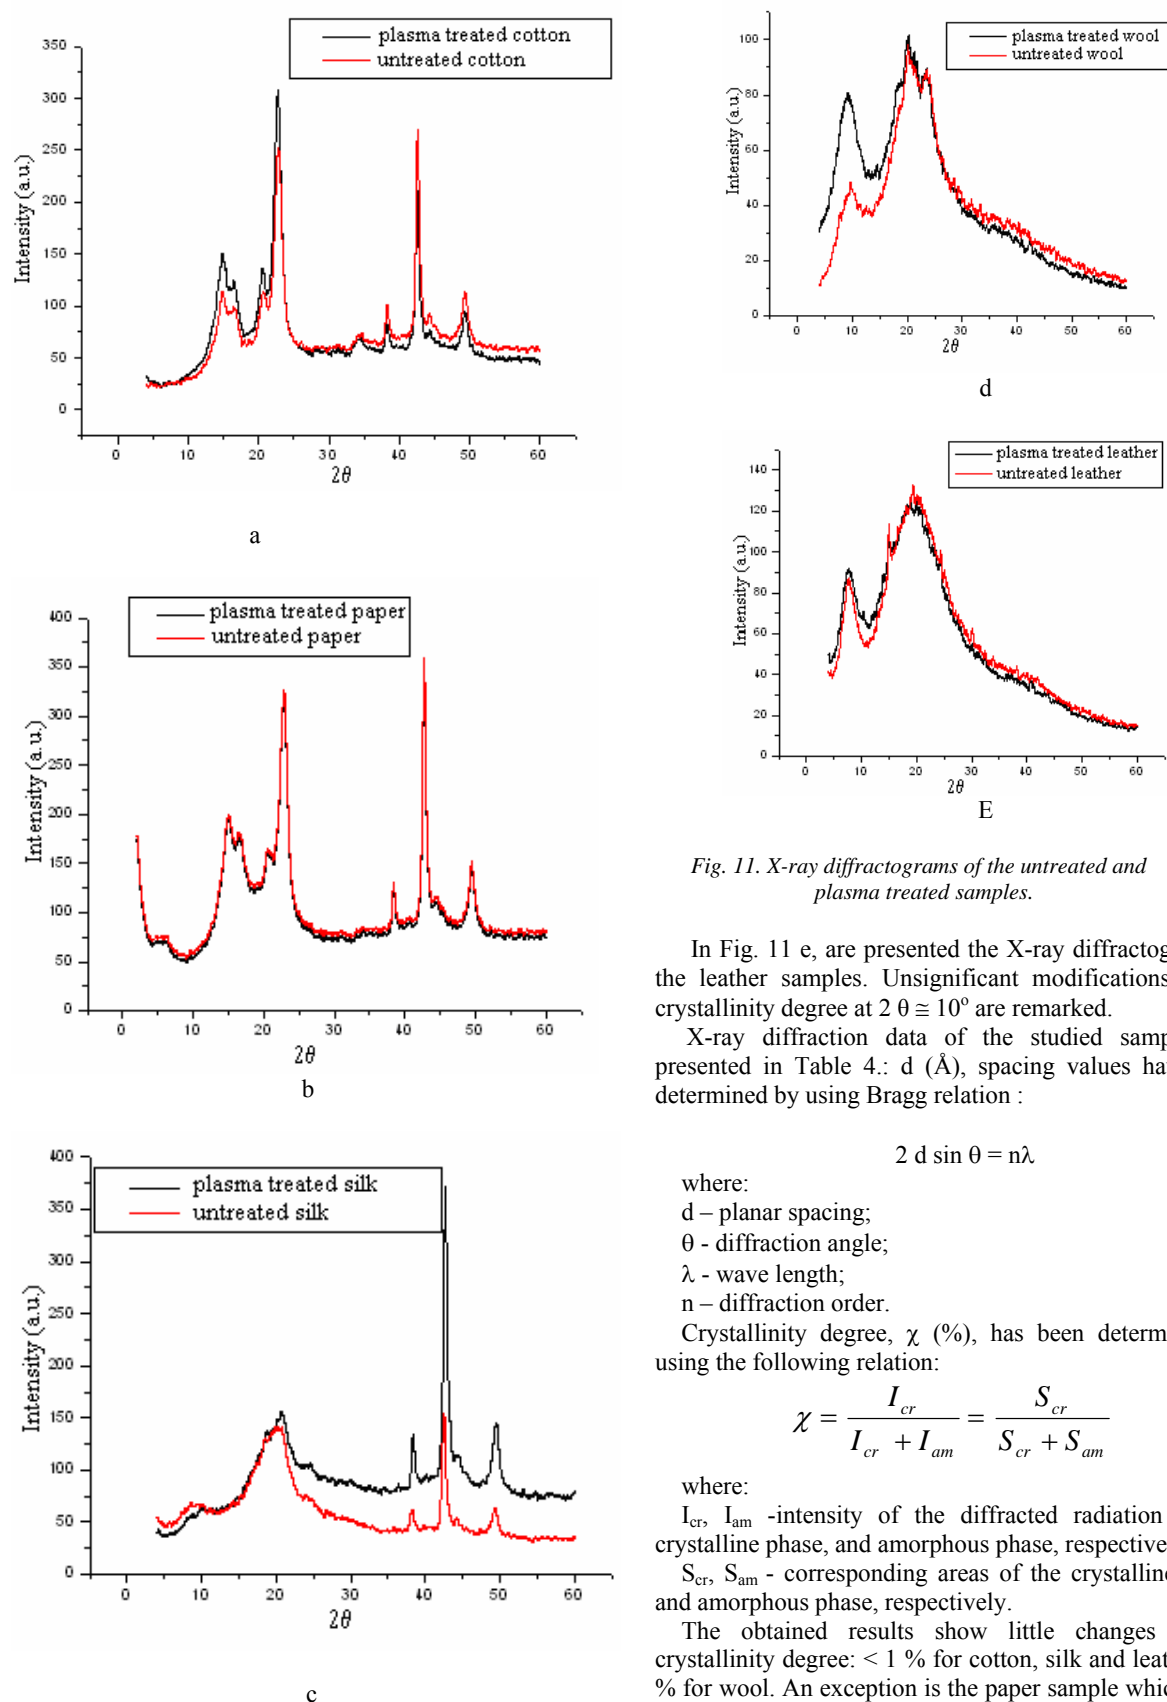 plasma treated cotton
untreated cotton
350
300
250
200
150
100
50
0
Intensity (a.u.)
0 10 20 30 40 50 60
2θ
a
plasma treated paper
untreated paper
400
350
300
250
200
150
100
50
0
Intensity (a.u.)
0 10 20 30 40 50 60
2θ
b
plasma treated silk
untreated silk
400
350
300
250
200
150
100
50
0
Intensity (a.u.)
0 10 20 30 40 50 60
2θ
c
plasma treated wool
untreated wool
100
80
60
40
20
0
Intensity (a.u.)
0 10 20 30 40 50 60
2θ
d
plasma treated leather
untreated leather
140
120
100
80
60
40
20
0
Intensity (a.u.)
0 10 20 30 40 50 60
2θ
E
Fig. 11. X-ray diffractograms of the untreated and
plasma treated samples.
In Fig. 11 e, are presented the X-ray diffractog
the leather samples. Unsignificant modifications
crystallinity degree at 2 θ ≅ 10º are remarked.
X-ray diffraction data of the studied samp
presented in Table 4.: d (Å), spacing values hav
determined by using Bragg relation :
2 d sin θ = nλ
where:
d – planar spacing;
θ - diffraction angle;
λ - wave length;
n – diffraction order.
Crystallinity degree, χ (%), has been determ
using the following relation:
χ = I_cr / (I_cr + I_am) = S_cr / (S_cr + S_am)
where:
I_cr, I_am -intensity of the diffracted radiation
crystalline phase, and amorphous phase, respective
S_cr, S_am - corresponding areas of the crystalline
and amorphous phase, respectively.
The obtained results show little changes
crystallinity degree: < 1 % for cotton, silk and leat
% for wool. An exception is the paper sample whic